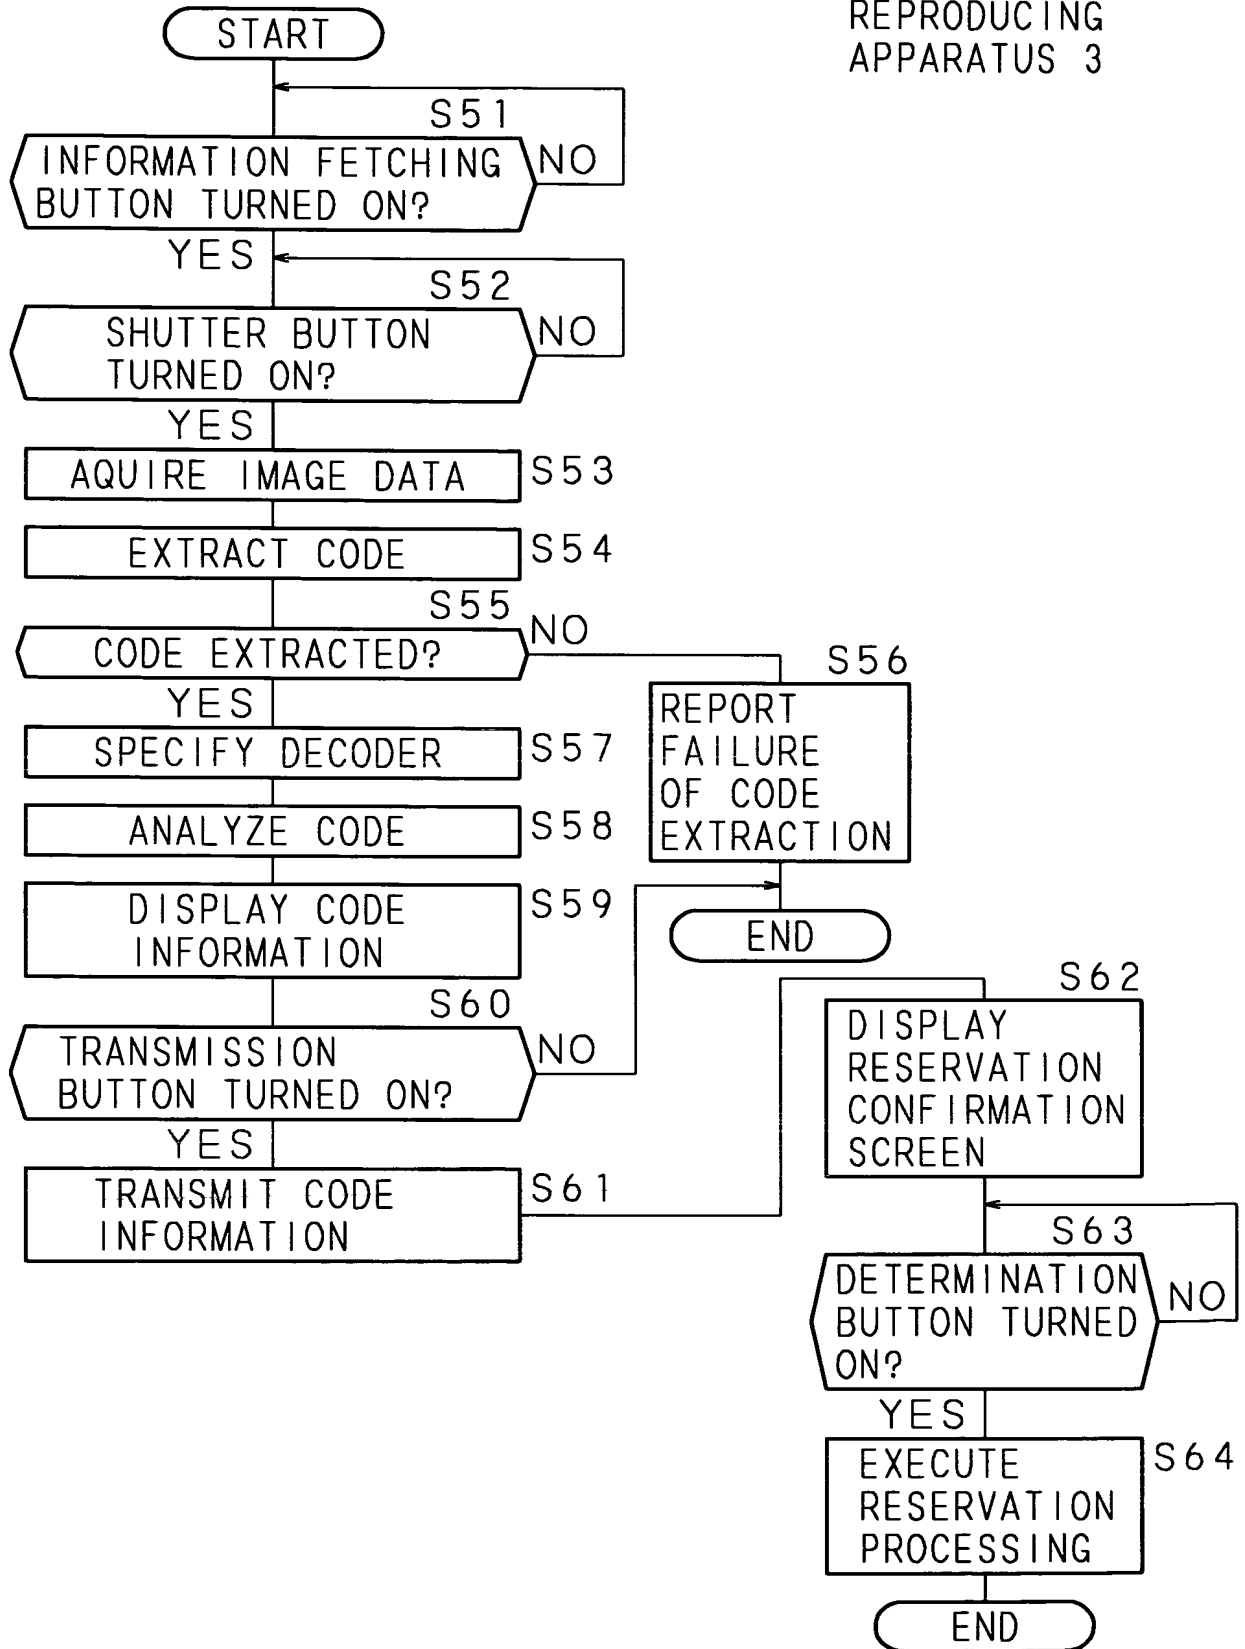 REPRODUCING
APPARATUS 3
START
S51
INFORMATION FETCHING
BUTTON TURNED ON?
NO
YES
S52
SHUTTER BUTTON
TURNED ON?
NO
YES
AQUIRE IMAGE DATA
S53
EXTRACT CODE
S54
S55
CODE EXTRACTED?
NO
YES
S56
REPORT
FAILURE
OF CODE
EXTRACTION
END
SPECIFY DECODER
S57
ANALYZE CODE
S58
DISPLAY CODE
INFORMATION
S59
S60
TRANSMISSION
BUTTON TURNED ON?
NO
YES
TRANSMIT CODE
INFORMATION
S61
S62
DISPLAY
RESERVATION
CONFIRMATION
SCREEN
S63
DETERMINATION
BUTTON TURNED
ON?
NO
YES
EXECUTE
RESERVATION
PROCESSING
S64
END